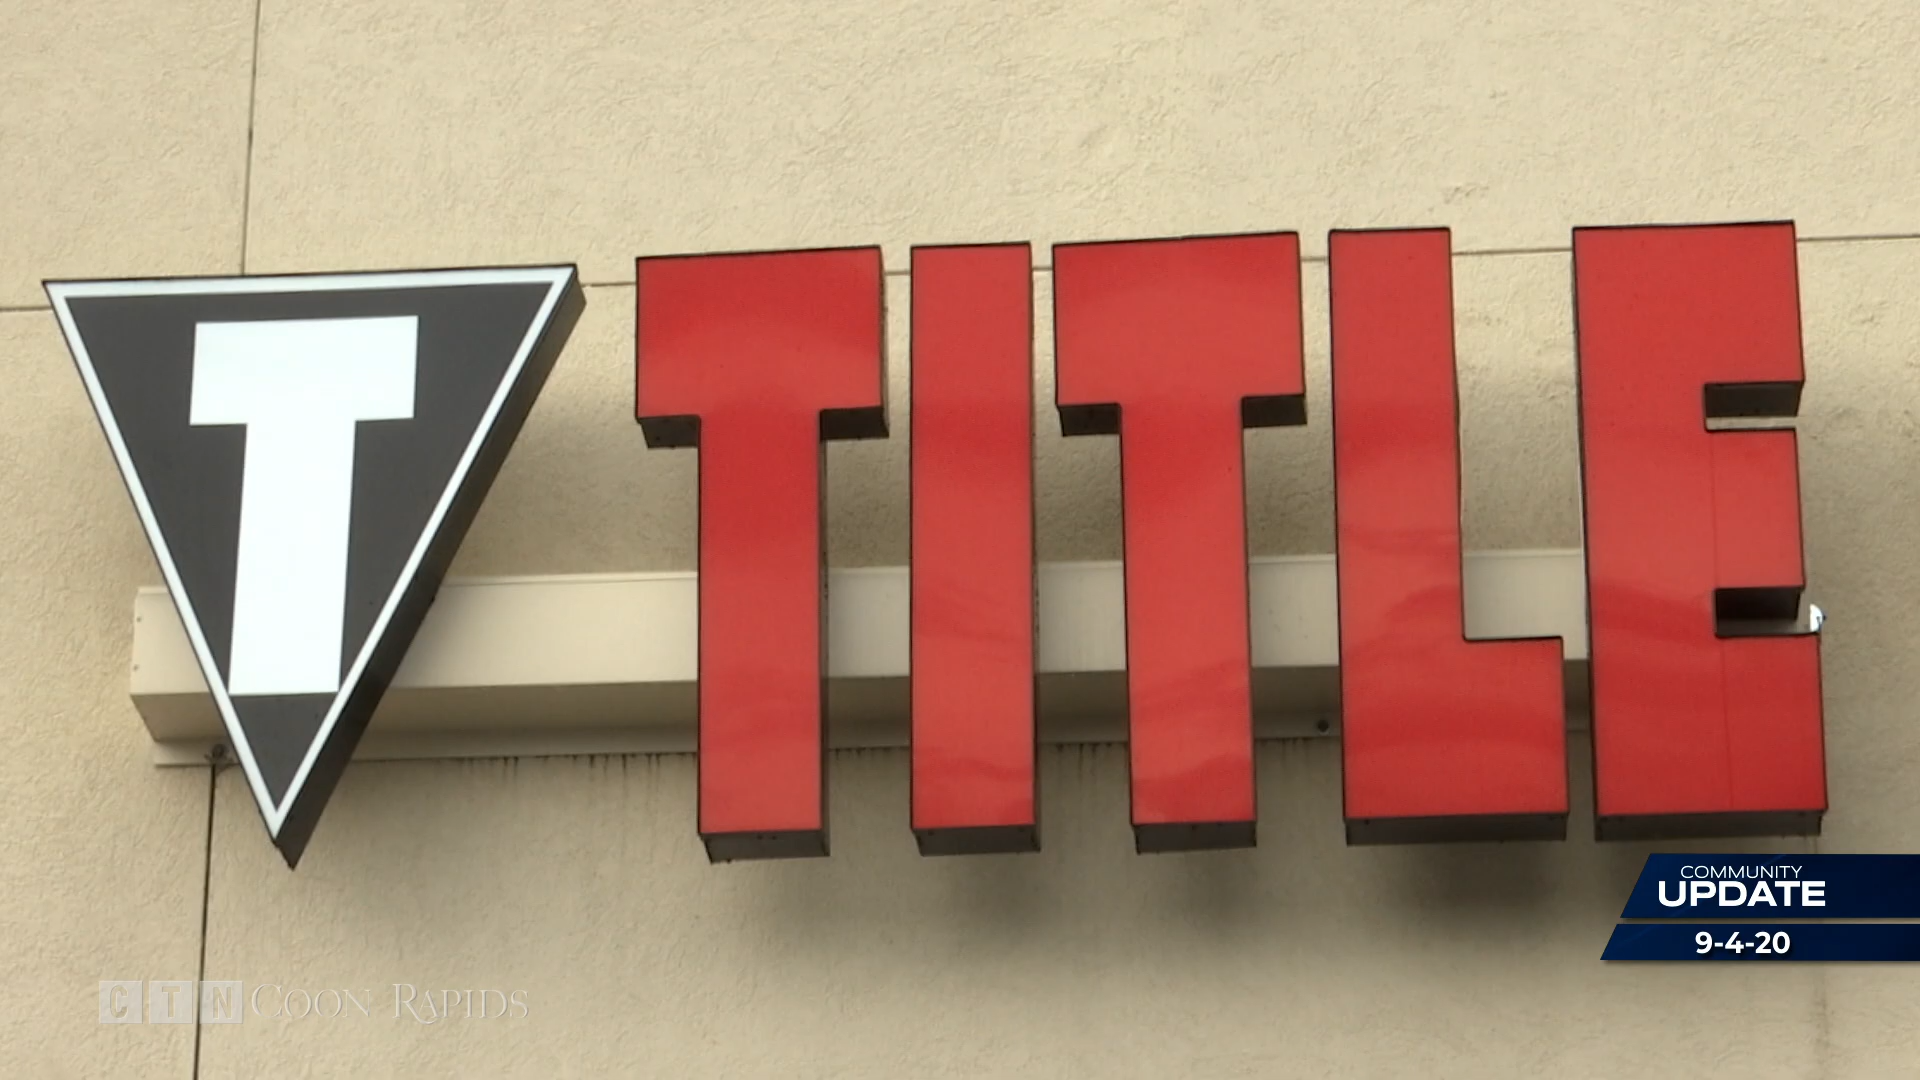 T TITLE
COMMUNITY
UPDATE
9-4-20
CTN COON RAPIDS